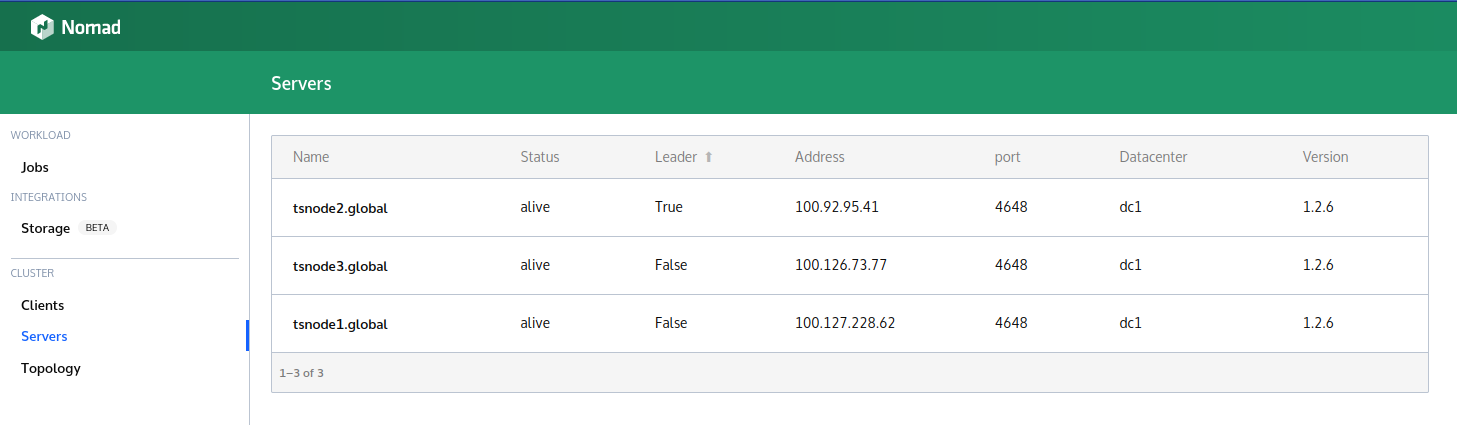 Nomad
Servers
WORKLOAD
Jobs
INTEGRATIONS
Storage BETA
CLUSTER
Clients
Servers
Topology
Name Status Leader ⬆ Address port Datacenter Version
tsnode2.global alive True 100.92.95.41 4648 dc1 1.2.6
tsnode3.global alive False 100.126.73.77 4648 dc1 1.2.6
tsnode1.global alive False 100.127.228.62 4648 dc1 1.2.6
1–3 of 3